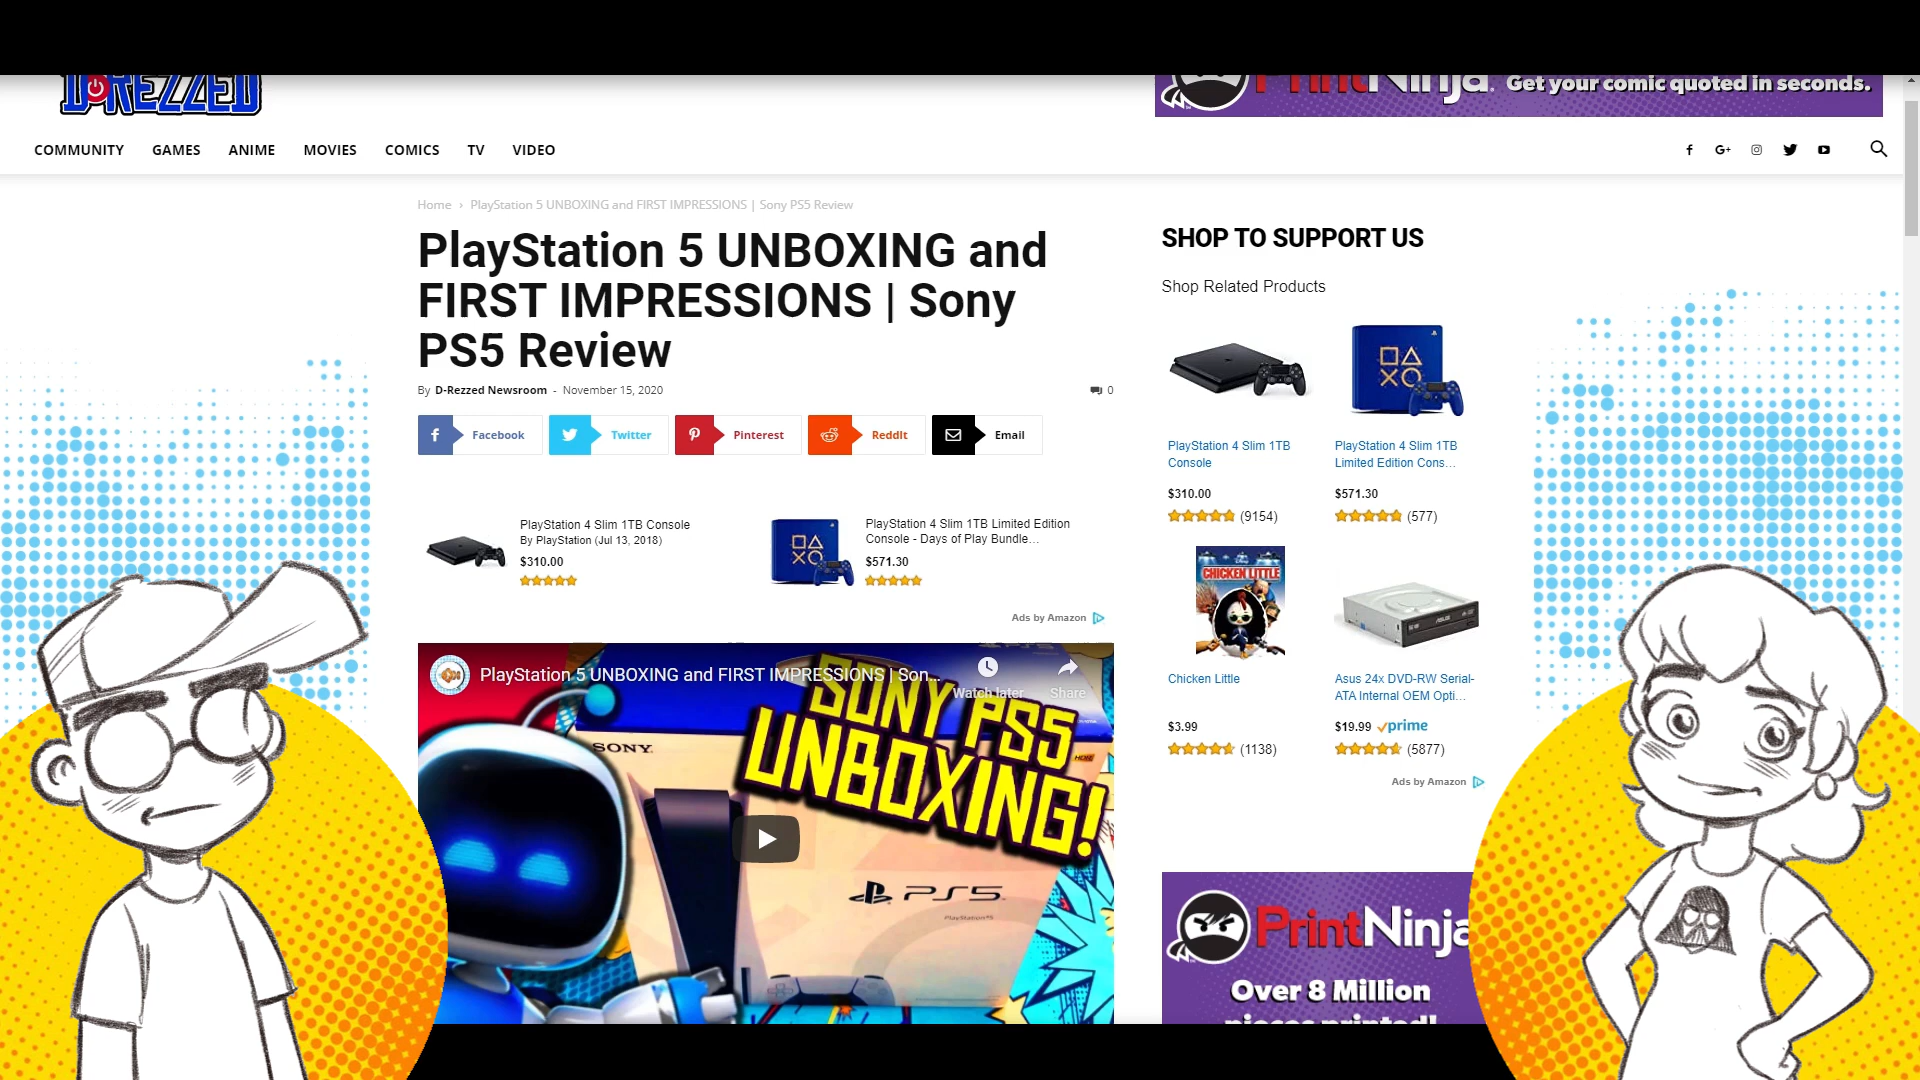 D-REZZED
PrintNinja. Get your comic quoted in seconds.
COMMUNITY GAMES ANIME MOVIES COMICS TV VIDEO
Home › PlayStation 5 UNBOXING and FIRST IMPRESSIONS | Sony PS5 Review
PlayStation 5 UNBOXING and
FIRST IMPRESSIONS | Sony
PS5 Review
By D-Rezzed Newsroom - November 15, 2020
0
Facebook Twitter Pinterest ReddIt Email
PlayStation 4 Slim 1TB Console
By PlayStation (Jul 13, 2018)
$310.00
PlayStation 4 Slim 1TB Limited Edition
Console - Days of Play Bundle...
$571.30
Ads by Amazon
PlayStation 5 UNBOXING and FIRST IMPRESSIONS | Son...
Watch later
Share
SONY PS5
UNBOXING!
SONY
PS5
PlayStation®5
SHOP TO SUPPORT US
Shop Related Products
PlayStation 4 Slim 1TB
Console
$310.00
(9154)
PlayStation 4 Slim 1TB
Limited Edition Cons...
$571.30
(577)
CHICKEN LITTLE
Chicken Little
$3.99
(1138)
ASUS
Asus 24x DVD-RW Serial-
ATA Internal OEM Opti...
$19.99 prime
(5877)
Ads by Amazon
PrintNinja
Over 8 Million
pieces printed!